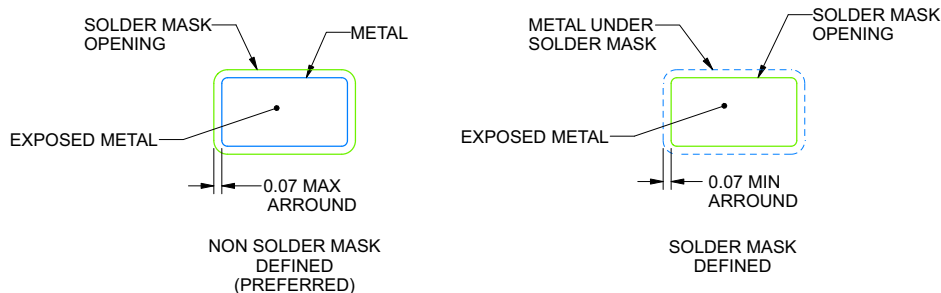 SOLDER MASK
OPENING
METAL
EXPOSED METAL
0.07 MAX
ARROUND
NON SOLDER MASK
DEFINED
(PREFERRED)
METAL UNDER
SOLDER MASK
SOLDER MASK
OPENING
EXPOSED METAL
0.07 MIN
ARROUND
SOLDER MASK
DEFINED